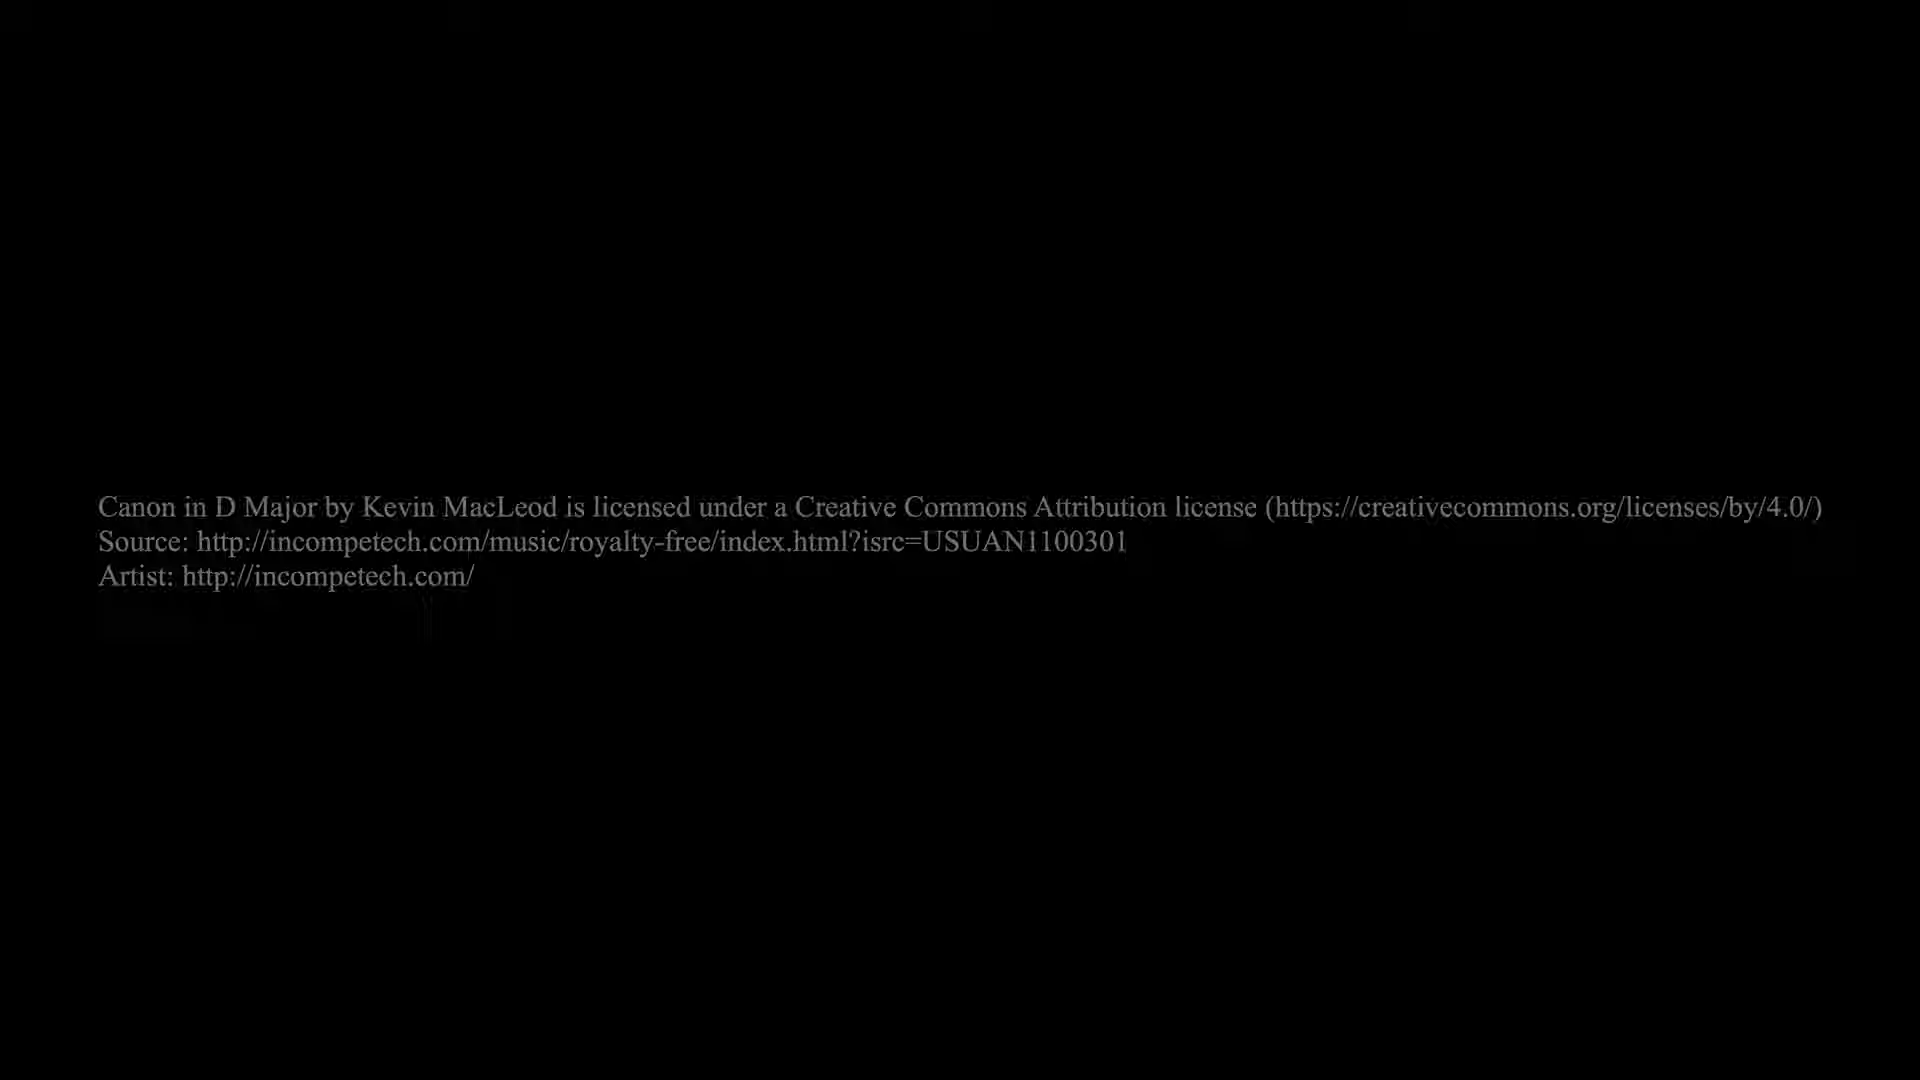 Canon in D Major by Kevin MacLeod is licensed under a Creative Commons Attribution license (https://creativecommons.org/licenses/by/4.0/)
Source: http://incompetech.com/music/royalty-free/index.html?isrc=USUAN1100301
Artist: http://incompetech.com/